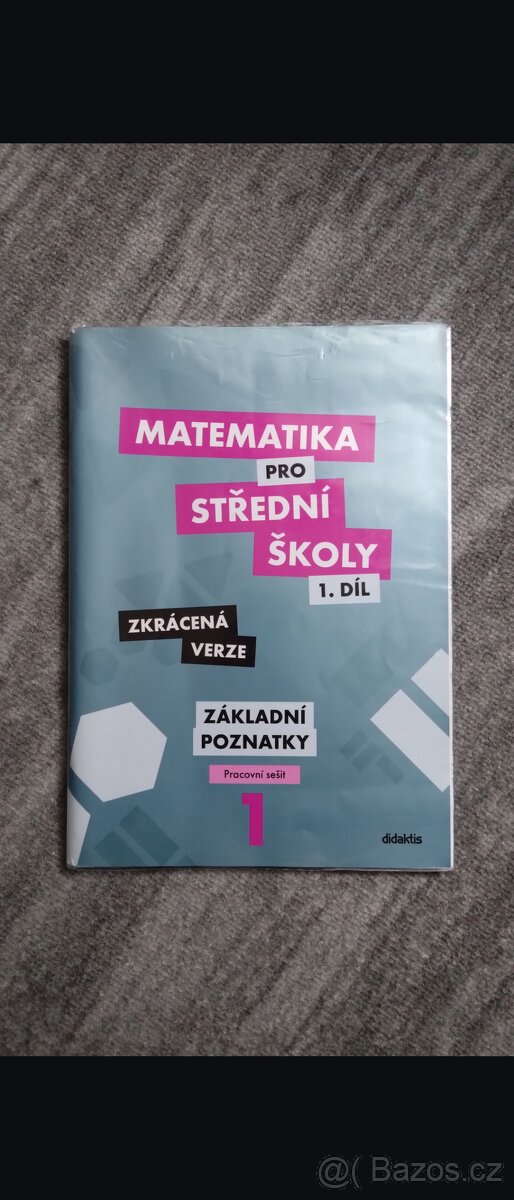 MATEMATIKA
PRO
STŘEDNÍ
ŠKOLY
1. DÍL
ZKRÁCENÁ
VERZE
ZÁKLADNÍ
POZNATKY
Pracovní sešit
1
didaktis
@( Bazos.cz